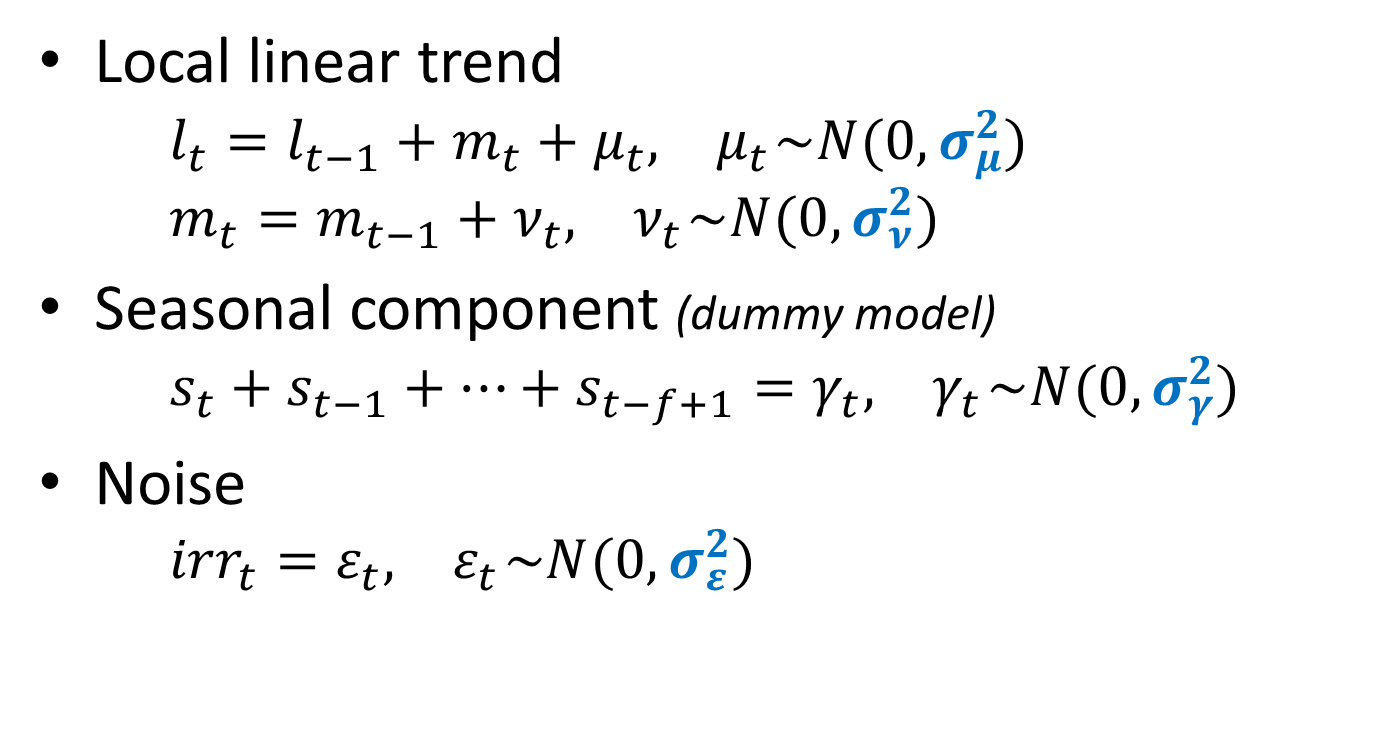 • Local linear trend
l_t = l_{t−1} + m_t + μ_t, μ_t~N(0, σ_μ^2)
m_t = m_{t−1} + ν_t, ν_t~N(0, σ_ν^2)
• Seasonal component (dummy model)
s_t + s_{t−1} + ⋯ + s_{t−f+1} = γ_t, γ_t~N(0, σ_γ^2)
• Noise
irr_t = ε_t, ε_t~N(0, σ_ε^2)